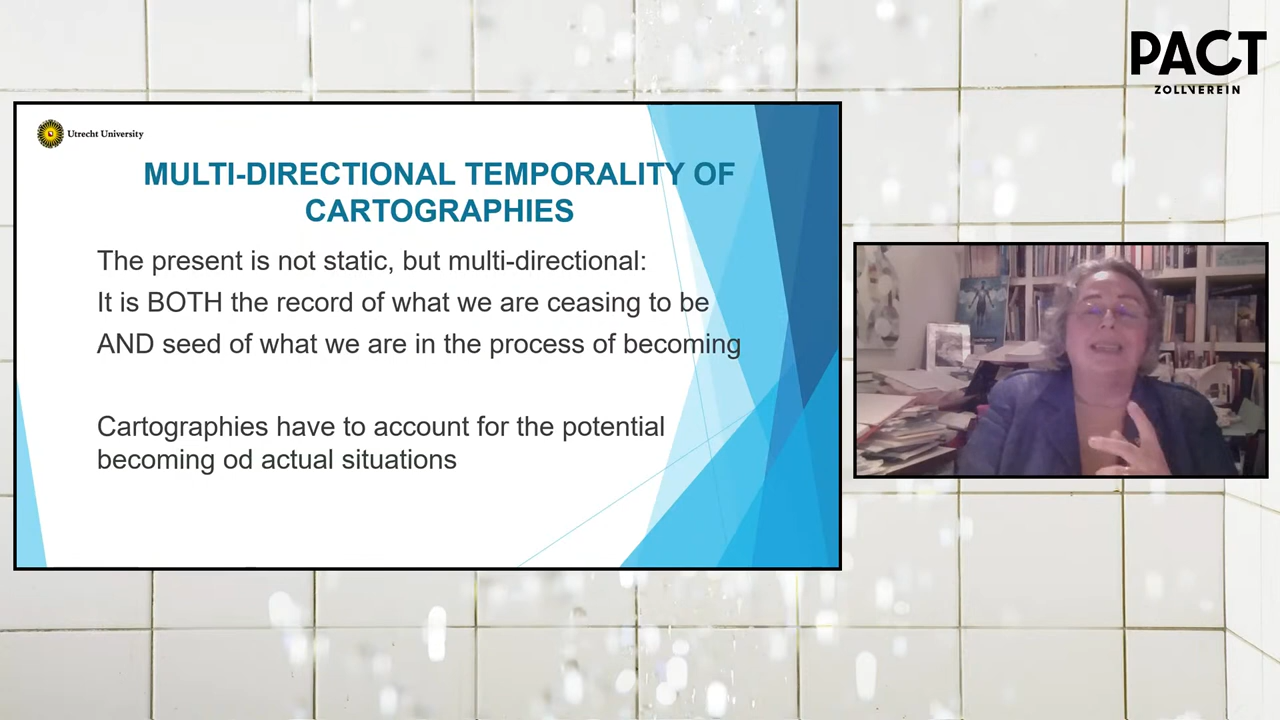 PACT
ZOLLVEREIN
Utrecht University
MULTI-DIRECTIONAL TEMPORALITY OF
CARTOGRAPHIES
The present is not static, but multi-directional:
It is BOTH the record of what we are ceasing to be
AND seed of what we are in the process of becoming
Cartographies have to account for the potential
becoming od actual situations